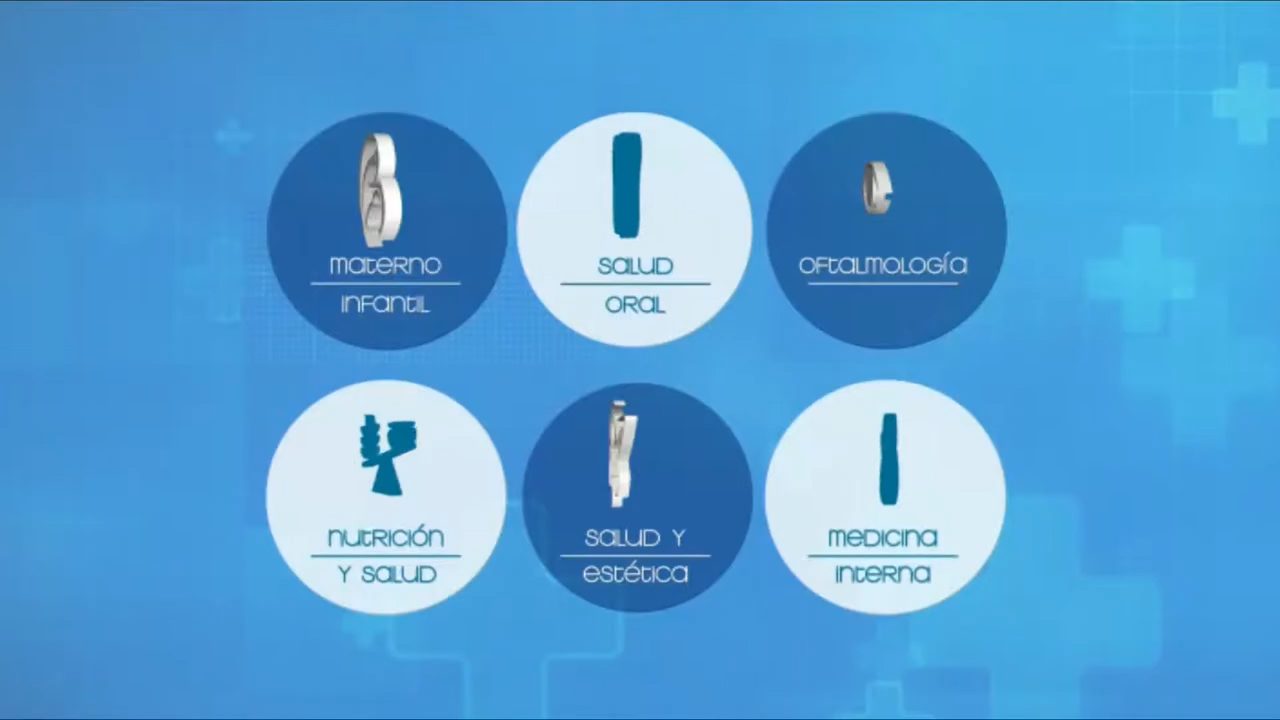 materno
infantil
salud
oral
oftalmología
nutrición
y salud
salud y
estética
medicina
interna